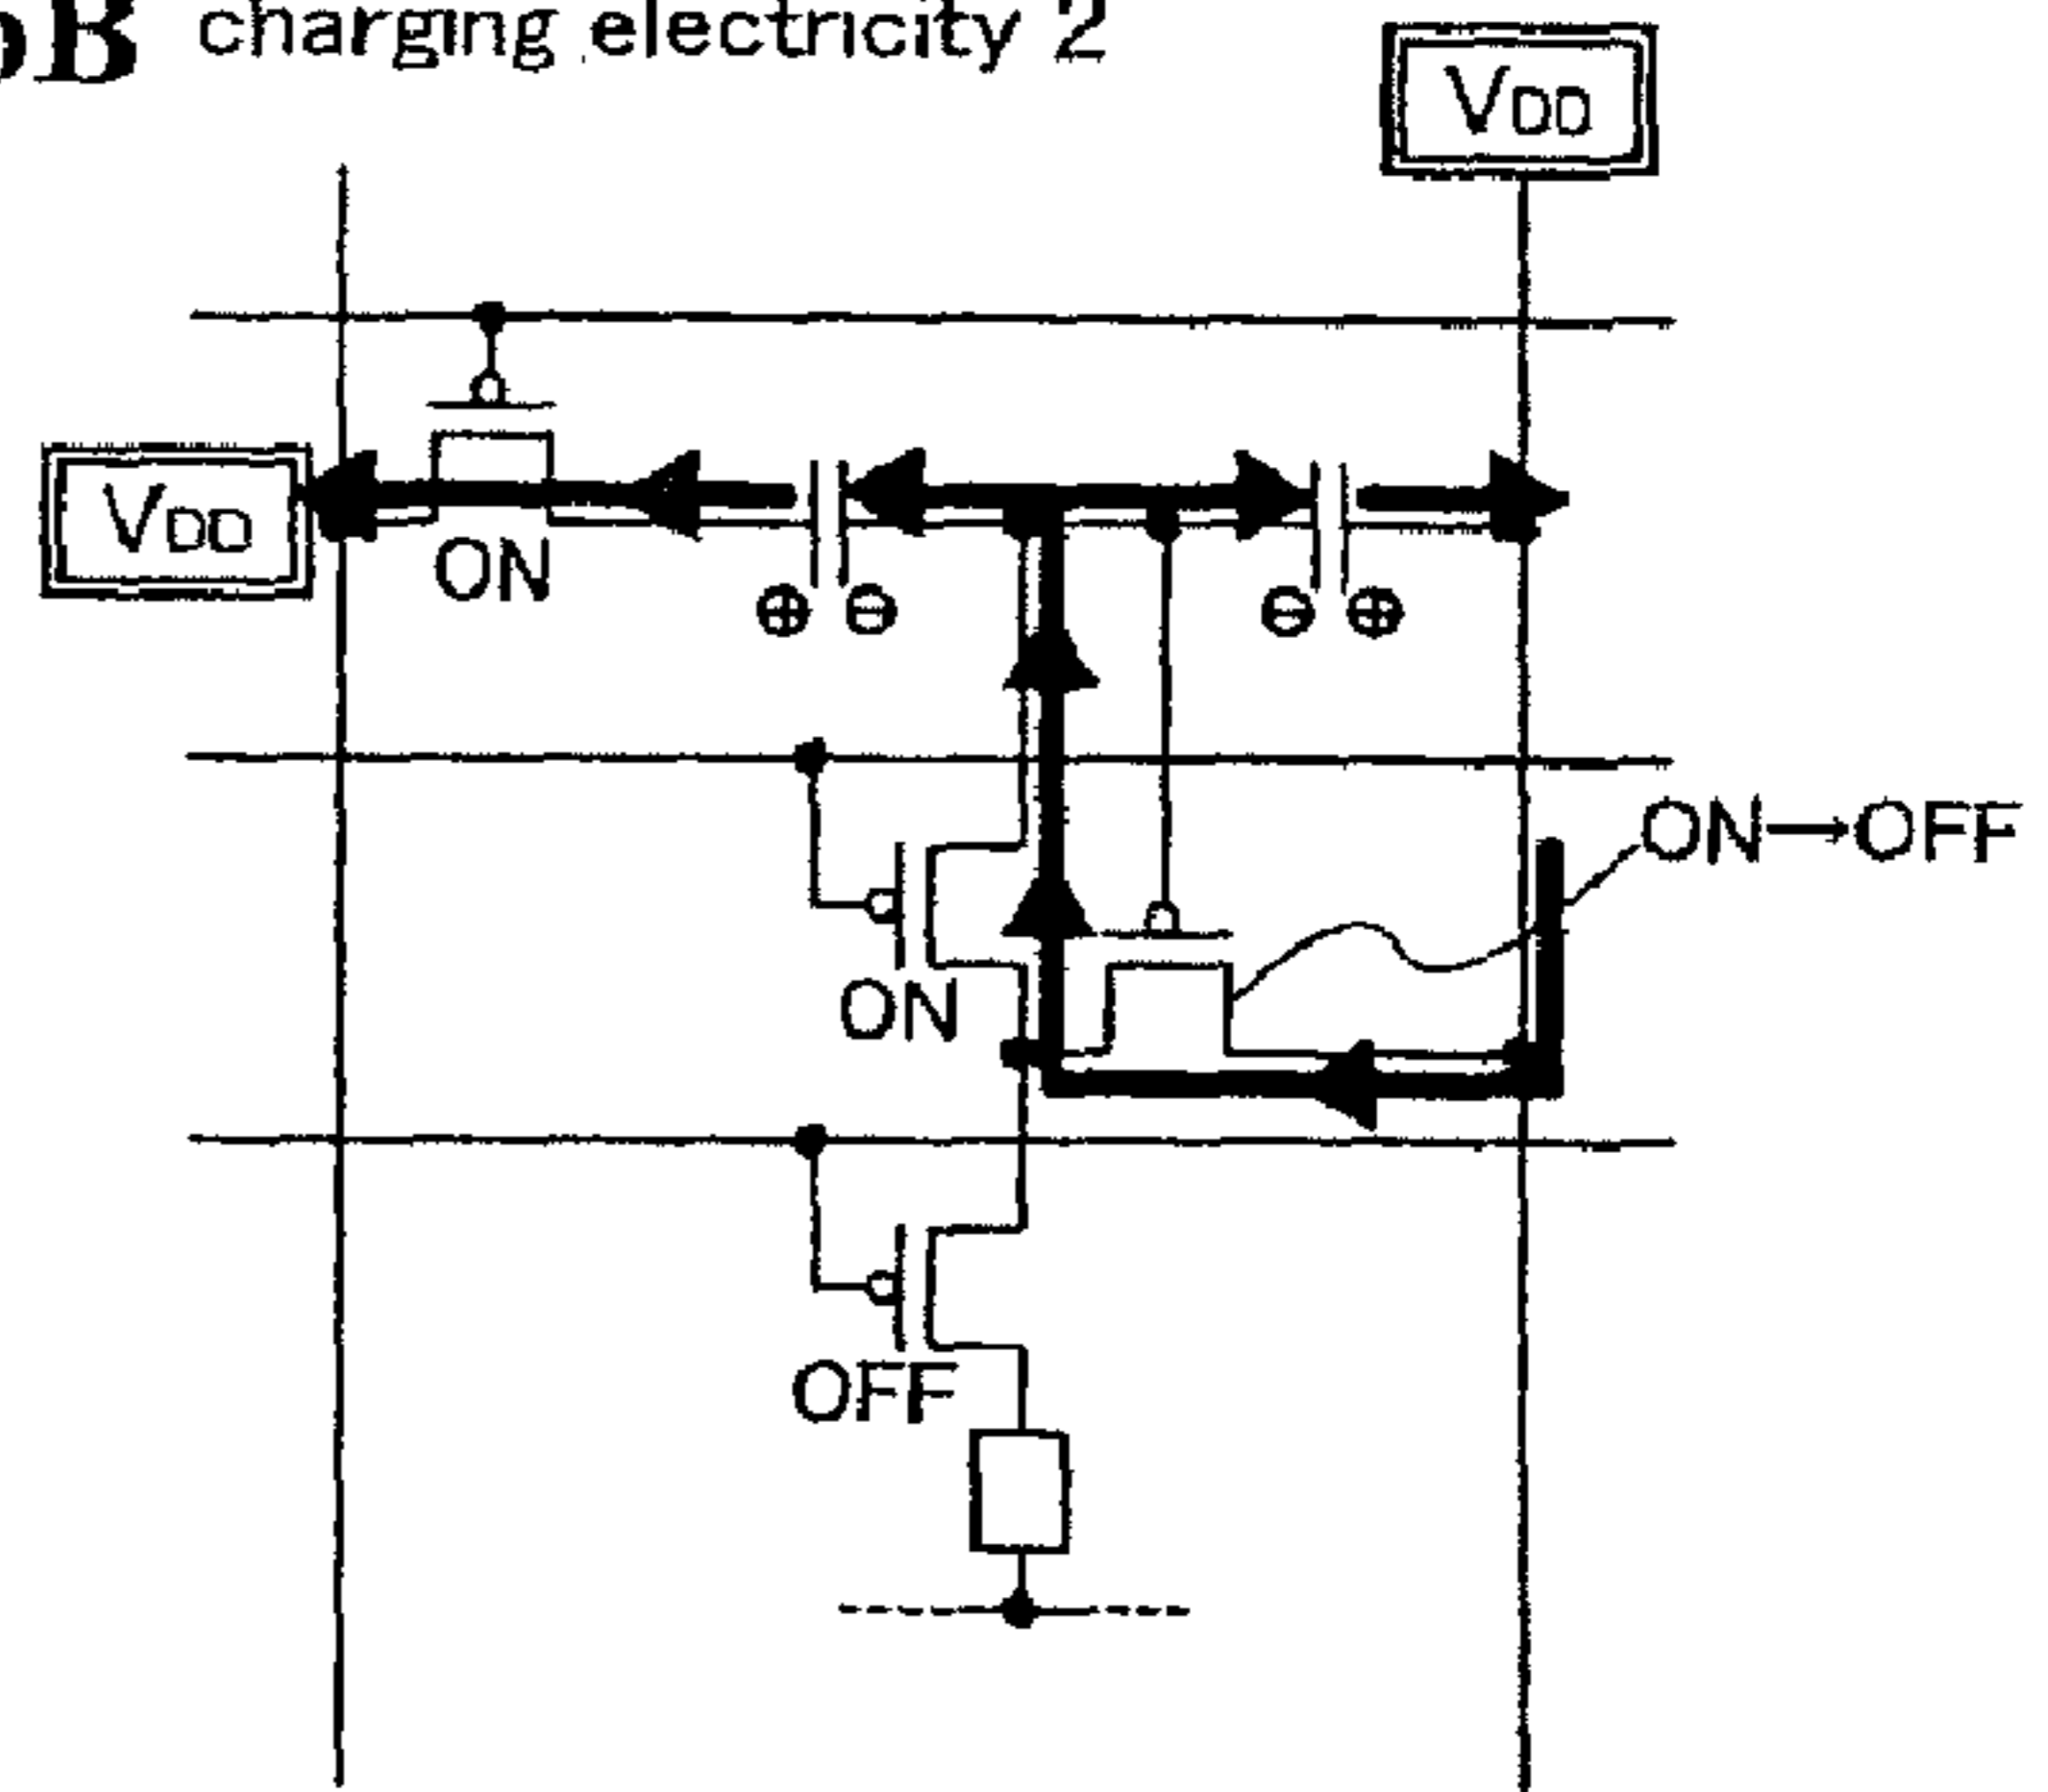 B charging electricity 2
VDD
VDD
ON
⊕ ⊖
⊖ ⊕
ON→OFF
ON
OFF